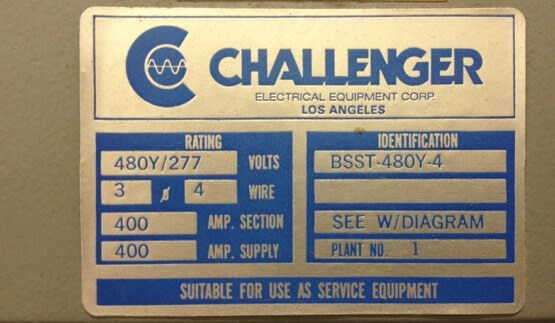 CHALLENGER
ELECTRICAL EQUIPMENT CORP.
LOS ANGELES
RATING
480Y/277 VOLTS
3 ø 4 WIRE
400 AMP. SECTION
400 AMP. SUPPLY
IDENTIFICATION
BSST-480Y-4
SEE W/DIAGRAM
PLANT NO. 1
SUITABLE FOR USE AS SERVICE EQUIPMENT